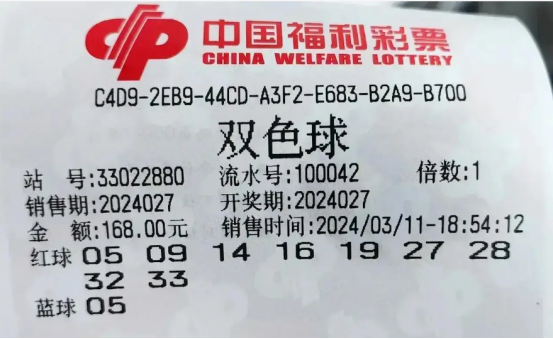 中国福利彩票
CHINA WELFARE LOTTERY
C4D9-2EB9-44CD-A3F2-E683-B2A9-B700
双色球
站 号:33022880 流水号:100042 倍数:1
销售期:2024027 开奖期:2024027
金 额:168.00元 销售时间:2024/03/11-18:54:12
红球 05 09 14 16 19 27 28
32 33
蓝球 05